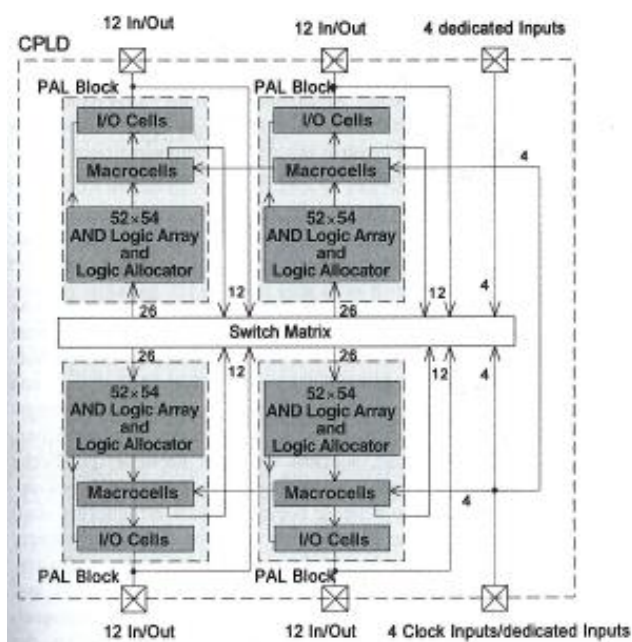 12 In/Out 12 In/Out 4 dedicated Inputs
CPLD
PAL Block PAL Block
I/O Cells I/O Cells
4
Macrocells Macrocells
52×54 52×54
AND Logic Array AND Logic Array
and and
Logic Allocator Logic Allocator
12 12 4
26 26
Switch Matrix
26 26
12 12 4
52×54 52×54
AND Logic Array AND Logic Array
and and
Logic Allocator Logic Allocator
Macrocells Macrocells
4
I/O Cells I/O Cells
PAL Block PAL Block
12 In/Out 12 In/Out 4 Clock Inputs/dedicated Inputs